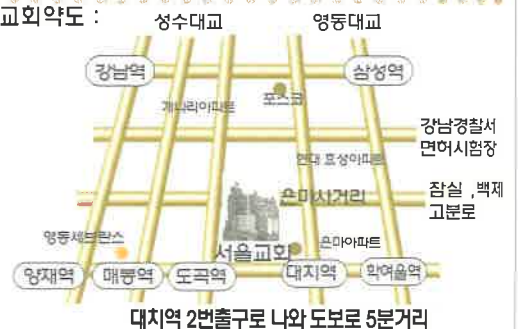 교회약도 :
성수대교
영동대교
강남역
삼성역
개나리아파트
포스코
강남경찰서
면허시험장
현대 효성아파트
은마사거리
잠실 ,백제
고분로
영동세브란스
서울교회
은마아파트
양재역
매봉역
도곡역
대치역
학여울역
대치역 2번출구로 나와 도보로 5분거리